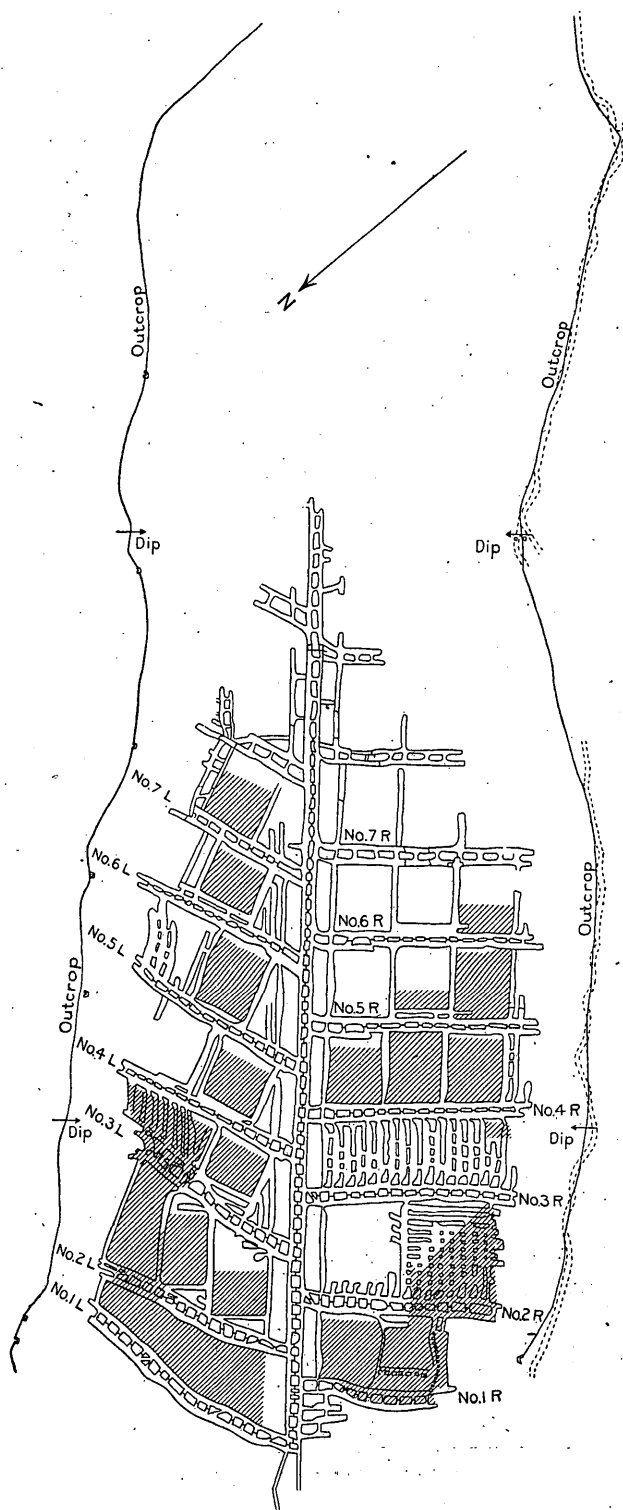 N
Outcrop
Outcrop
Dip
Dip
No.7 L
No.7 R
No.6 L
Outcrop
No.6 R
No.5 L
Outcrop
No.5 R
No.4 L
No.4 R
No.3 L
Dip
Dip
No.3 R
No.2 L
No.2 R
No.1 L
No.1 R